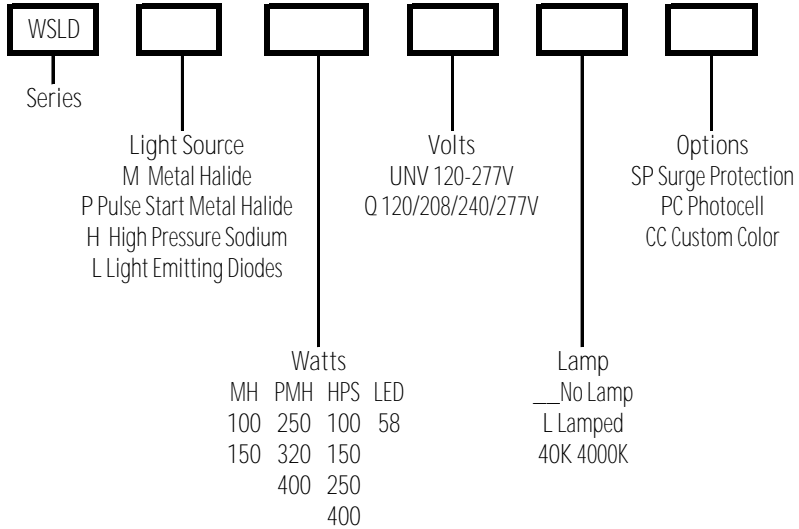 WSLD
Series
Light Source
M Metal Halide
P Pulse Start Metal Halide
H High Pressure Sodium
L Light Emitting Diodes
Volts
UNV 120-277V
Q 120/208/240/277V
Options
SP Surge Protection
PC Photocell
CC Custom Color
Watts
MH PMH HPS LED
100 250 100 58
150 320 150
400 250
400
Lamp
__No Lamp
L Lamped
40K 4000K